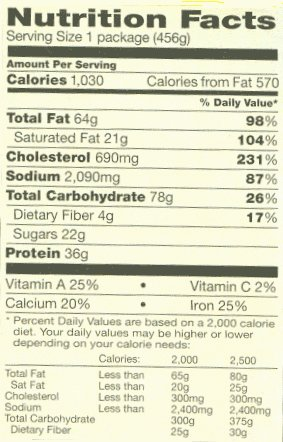 Nutrition Facts
Serving Size 1 package (456g)
Amount Per Serving
Calories 1,030 Calories from Fat 570
% Daily Value*
Total Fat 64g 98%
Saturated Fat 21g 104%
Cholesterol 690mg 231%
Sodium 2,090mg 87%
Total Carbohydrate 78g 26%
Dietary Fiber 4g 17%
Sugars 22g
Protein 36g
Vitamin A 25% • Vitamin C 2%
Calcium 20% • Iron 25%
* Percent Daily Values are based on a 2,000 calorie
diet. Your daily values may be higher or lower
depending on your calorie needs:
Calories: 2,000 2,500
Total Fat Less than 65g 80g
Sat Fat Less than 20g 25g
Cholesterol Less than 300mg 300mg
Sodium Less than 2,400mg 2,400mg
Total Carbohydrate 300g 375g
Dietary Fiber 25g 30g